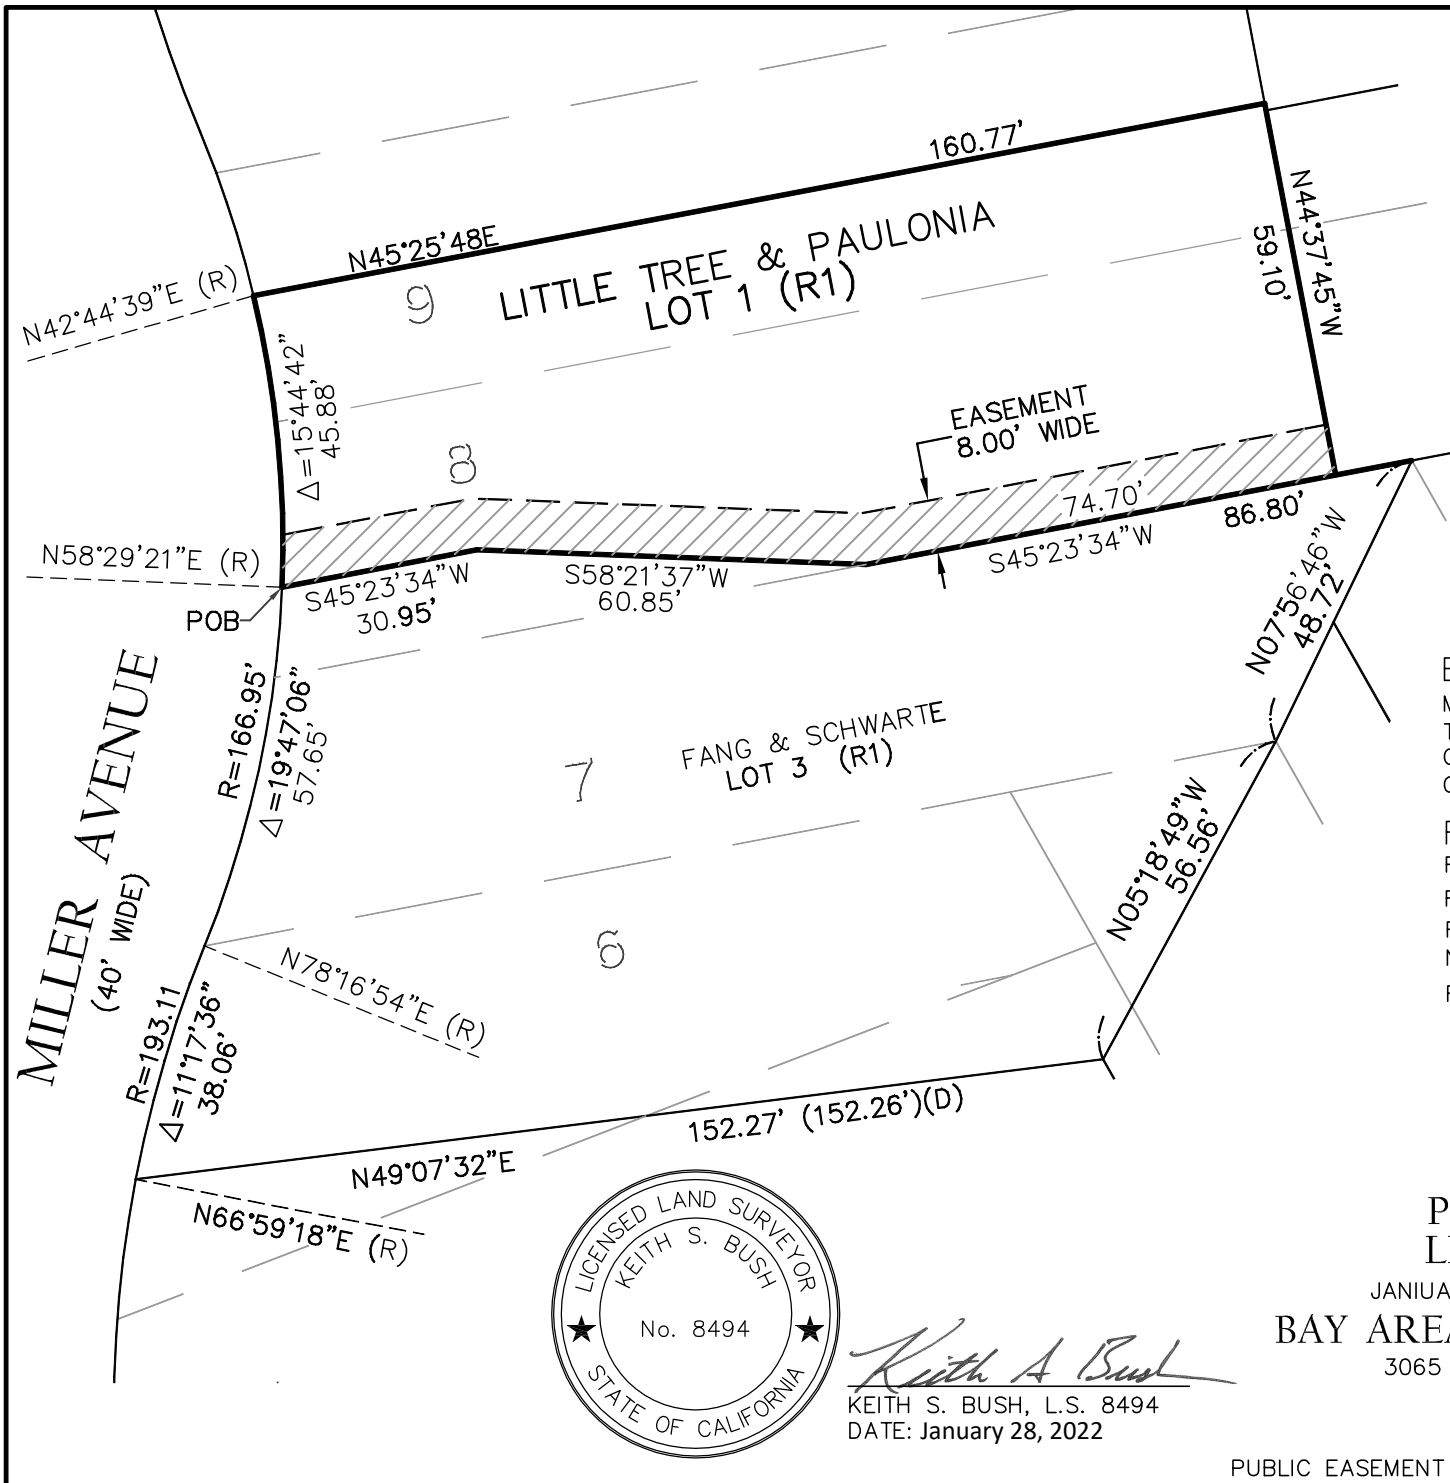 160.77'
N45°25'48E
N44°37'45"W
59.10'
LITTLE TREE & PAULONIA
LOT 1 (R1)
9
N42°44'39"E (R)
Δ=15°44'42"
45.88'
EASEMENT
8.00' WIDE
8
74.70'
86.80'
S45°23'34"W
N58°29'21"E (R)
S45°23'34"W
30.95'
S58°21'37"W
60.85'
POB
N07°56'46"W
48.72'
R=166.95'
Δ=19°47'06"
57.65'
MILLER AVENUE
(40' WIDE)
FANG & SCHWARTE
LOT 3 (R1)
7
N05°18'49"W
56.56'
6
N78°16'54"E (R)
R=193.11
Δ=11°17'36"
38.06'
152.27' (152.26')(D)
N49°07'32"E
N66°59'18"E (R)
LICENSED LAND SURVEYOR
KEITH S. BUSH
No. 8494
STATE OF CALIFORNIA
Keith S Bush
KEITH S. BUSH, L.S. 8494
DATE: January 28, 2022
P
L
JANIUA
BAY AREA
3065
PUBLIC EASEMENT